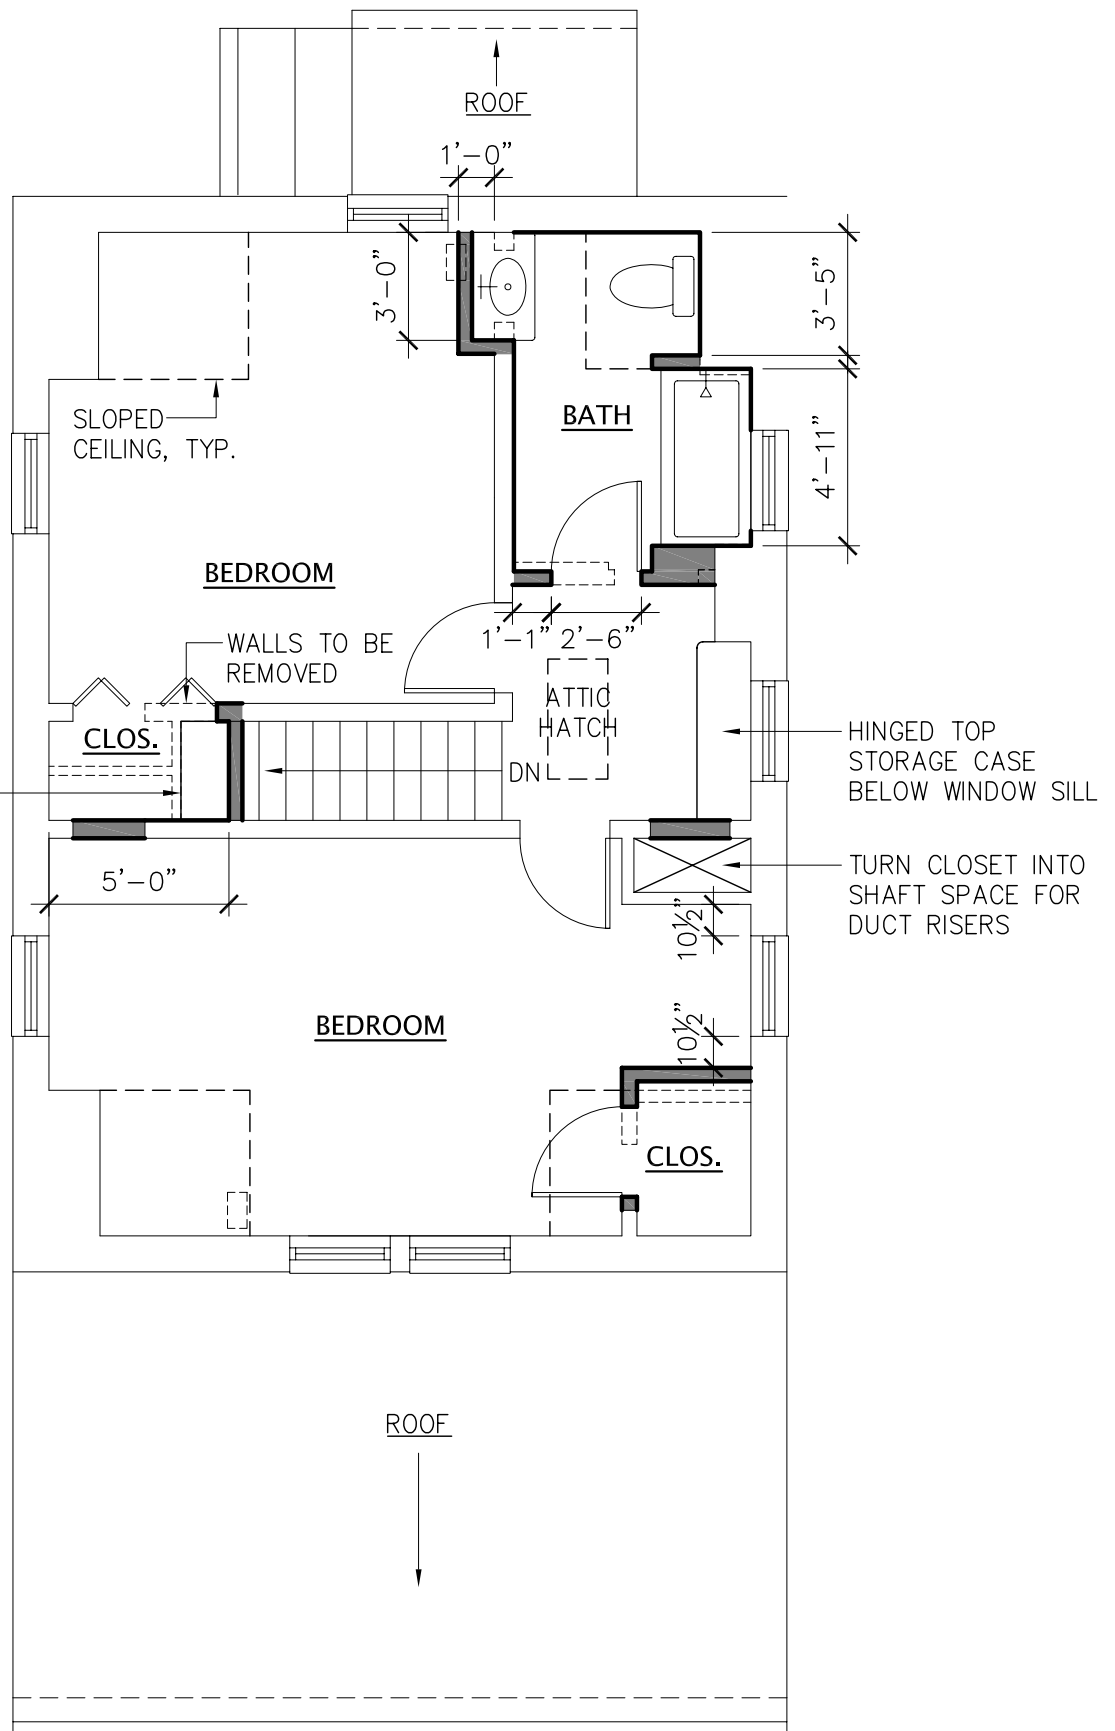 ROOF
1'-0"
3'-0"
3'-5"
SLOPED
CEILING, TYP.
BATH
4'-11"
BEDROOM
1'-1"
2'-6"
WALLS TO BE
REMOVED
ATTIC
HATCH
CLOS.
DN
HINGED TOP
STORAGE CASE
BELOW WINDOW SILL
5'-0"
TURN CLOSET INTO
SHAFT SPACE FOR
DUCT RISERS
10½"
BEDROOM
10½"
CLOS.
ROOF